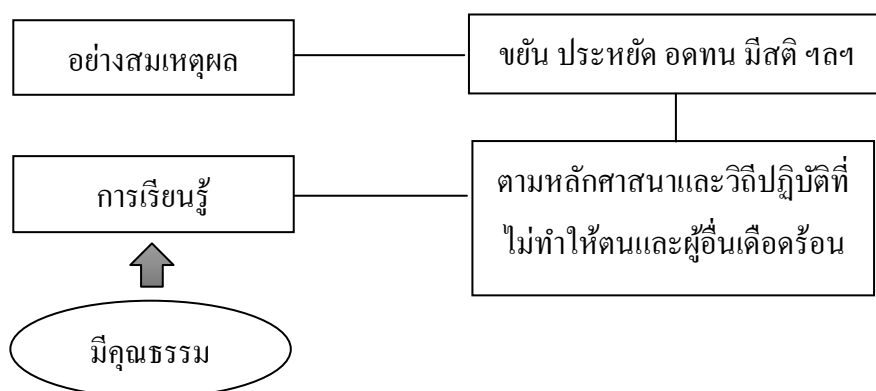 อย่างสมเหตุผล
ขยัน ประหยัด อดทน มีสติ ฯลฯ
การเรียนรู้
ตามหลักศาสนาและวิถีปฏิบัติที่
ไม่ทำให้ตนและผู้อื่นเดือดร้อน
มีคุณธรรม